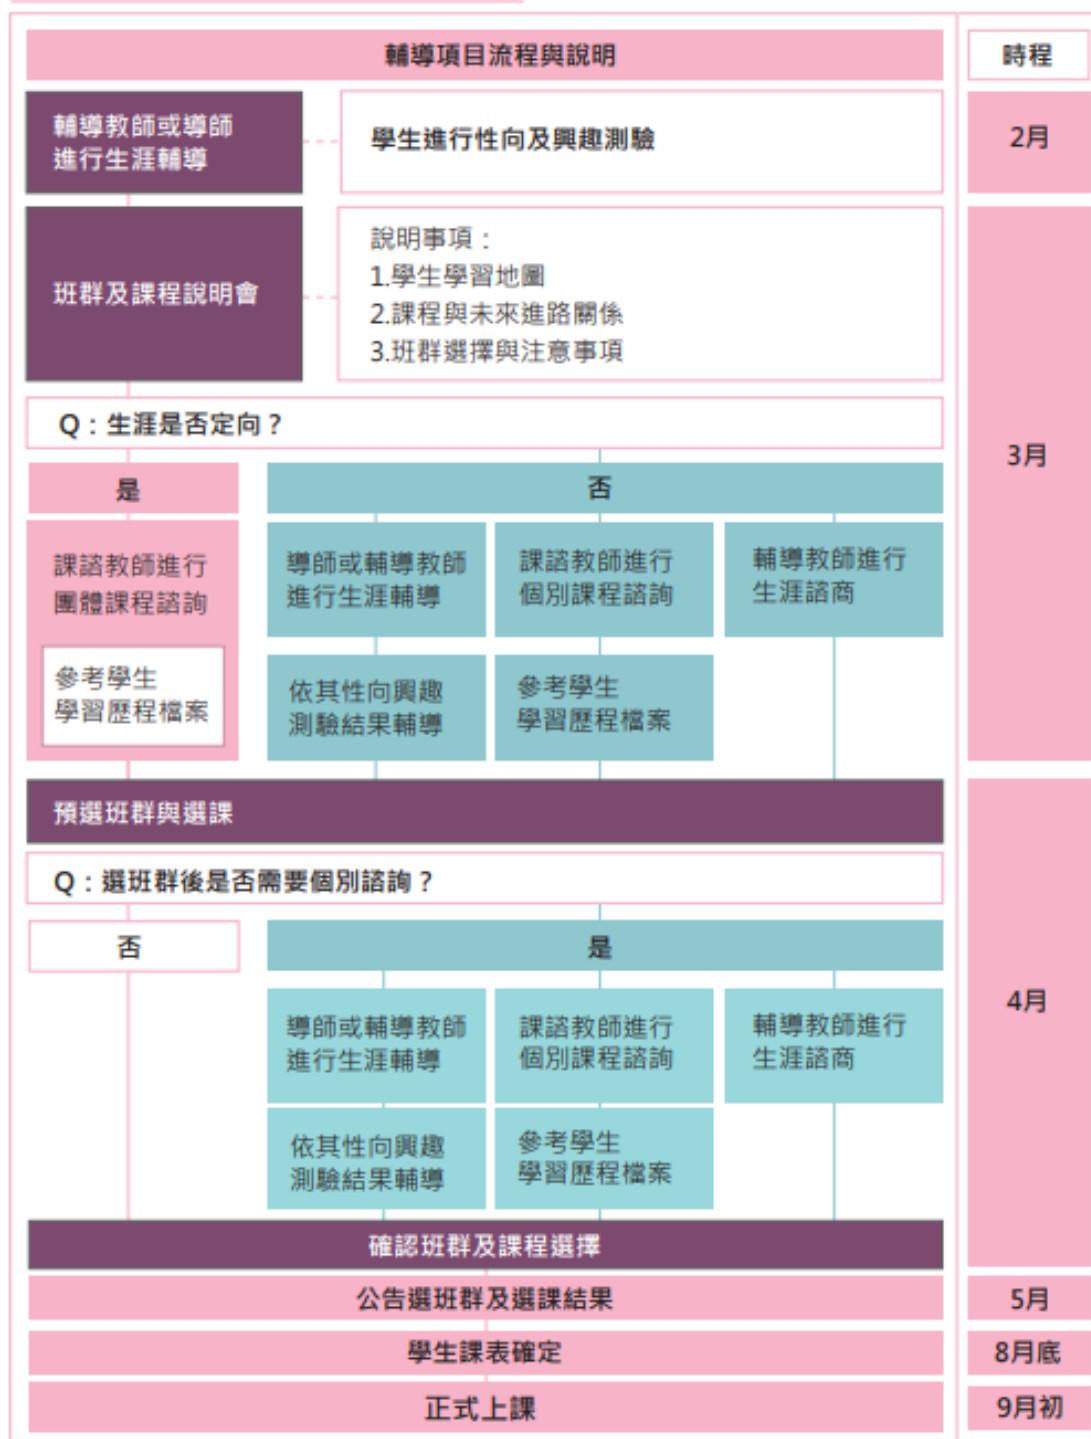 輔導項目流程與說明
時程
輔導教師或導師
進行生涯輔導
學生進行性向及興趣測驗
2月
班群及課程說明會
說明事項：
1.學生學習地圖
2.課程與未來進路關係
3.班群選擇與注意事項
3月
Q：生涯是否定向？
是
否
課諮教師進行
團體課程諮詢
參考學生
學習歷程檔案
導師或輔導教師
進行生涯輔導
課諮教師進行
個別課程諮詢
輔導教師進行
生涯諮商
依其性向興趣
測驗結果輔導
參考學生
學習歷程檔案
預選班群與選課
4月
Q：選班群後是否需要個別諮詢？
否
是
導師或輔導教師
進行生涯輔導
課諮教師進行
個別課程諮詢
輔導教師進行
生涯諮商
依其性向興趣
測驗結果輔導
參考學生
學習歷程檔案
確認班群及課程選擇
公告選班群及選課結果
5月
學生課表確定
8月底
正式上課
9月初